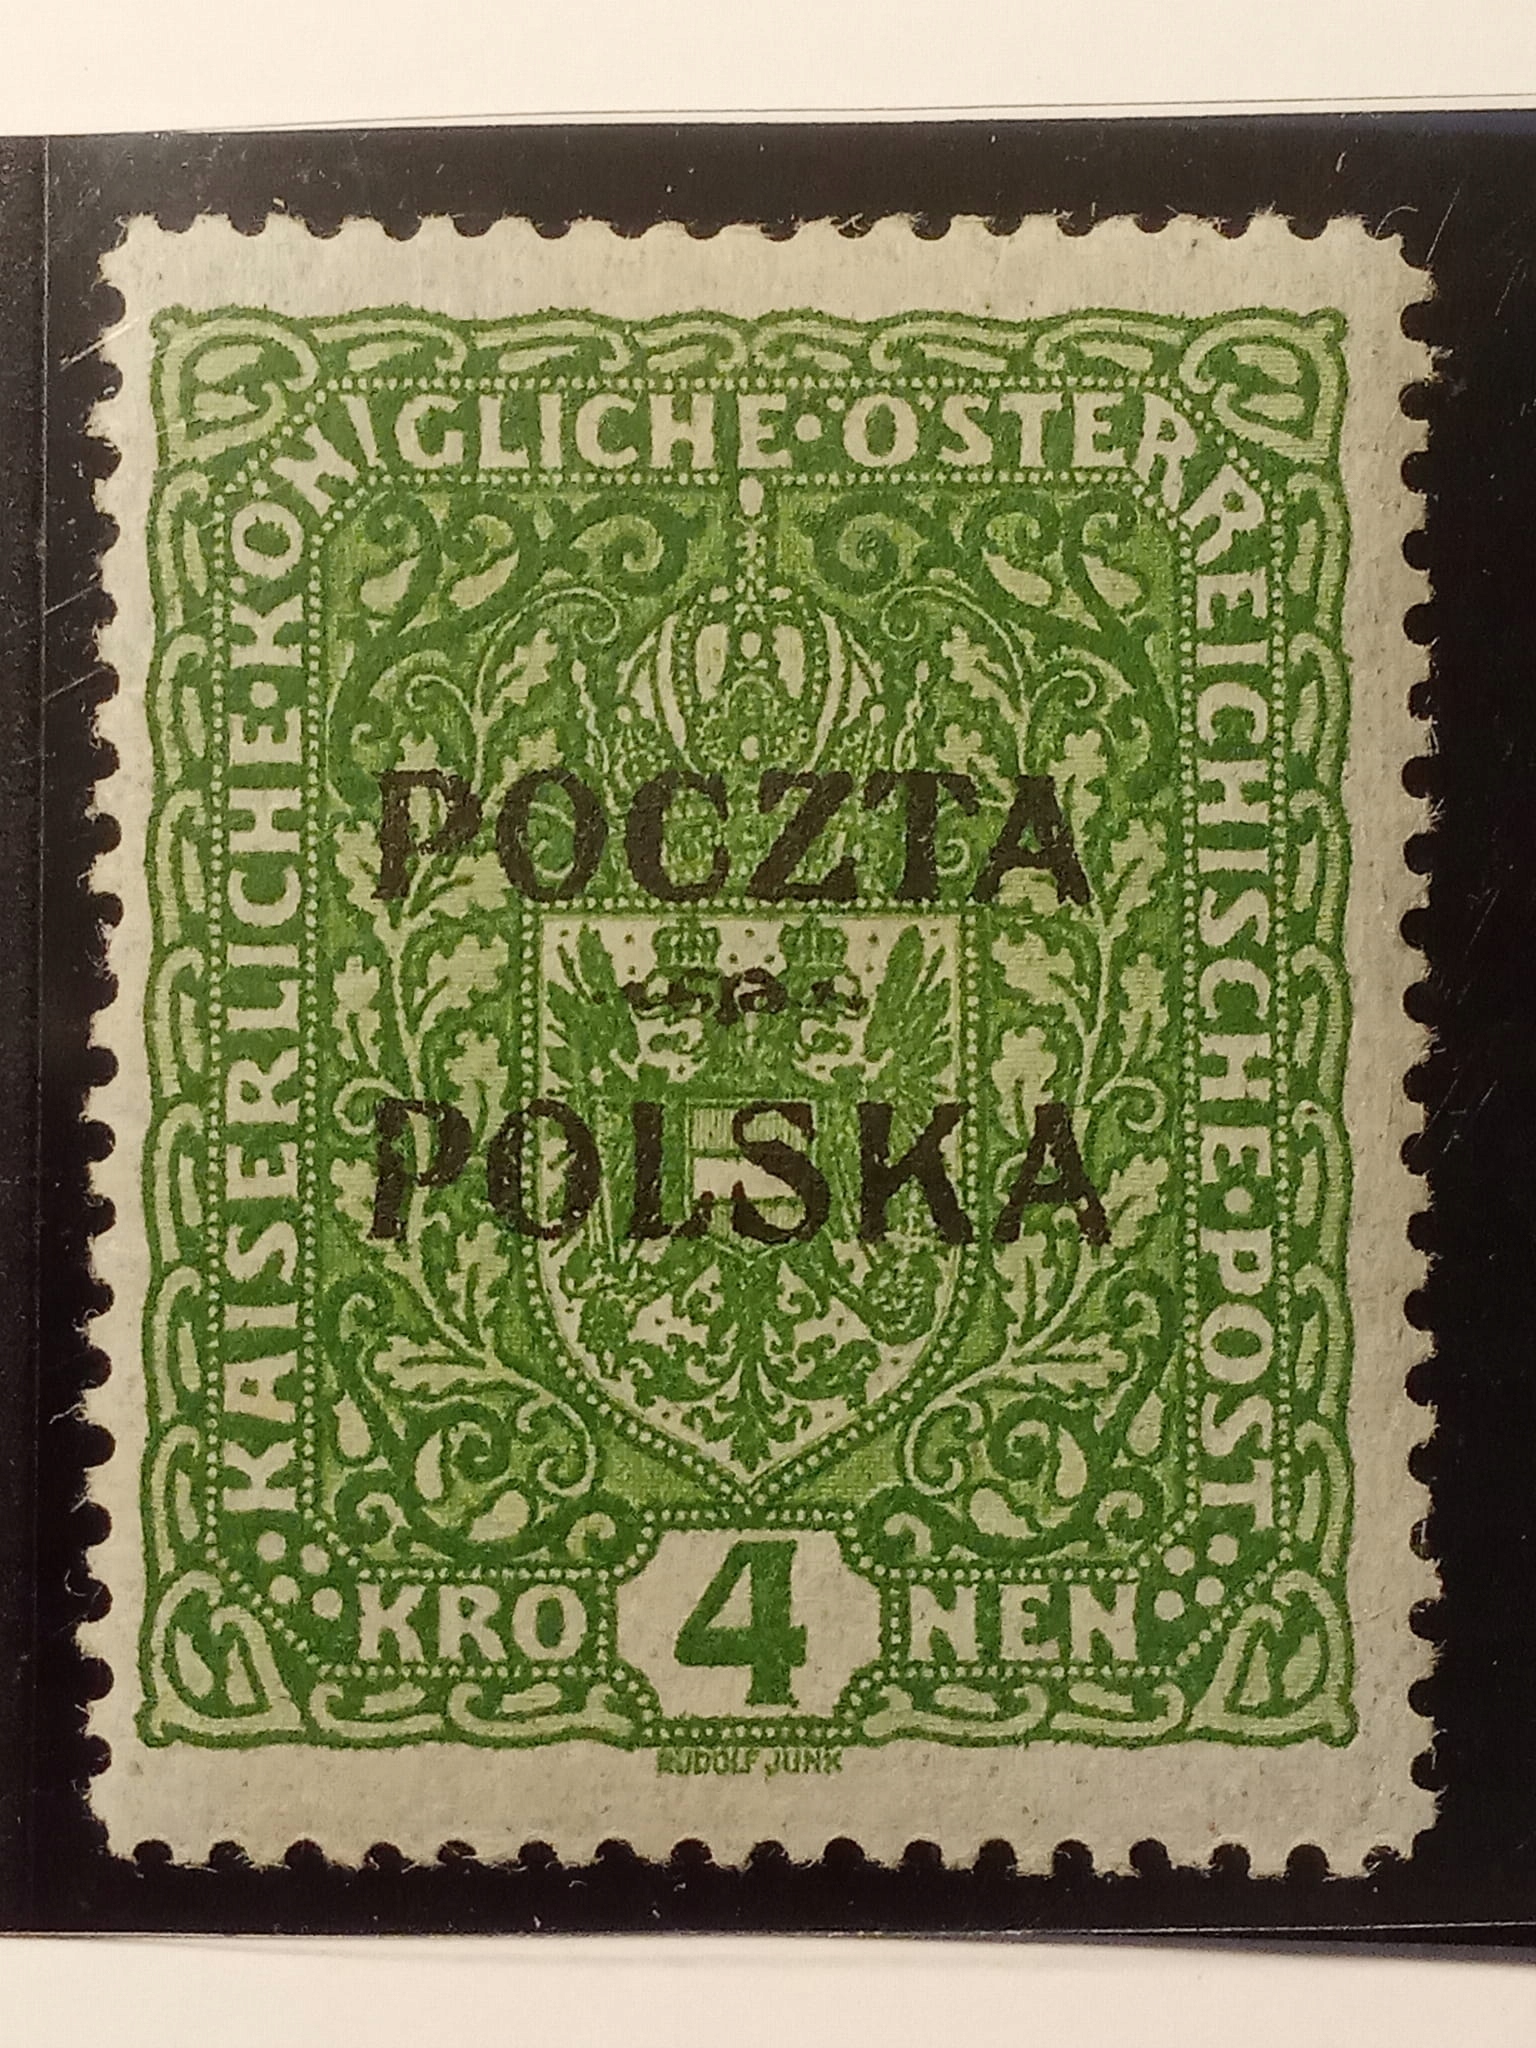 KAISERLICHE·KÖNIGLICHE·ÖSTERREICHISCHE·POST
POCZTA
POLSKA
KRO 4 NEN
RUDOLF JUNK